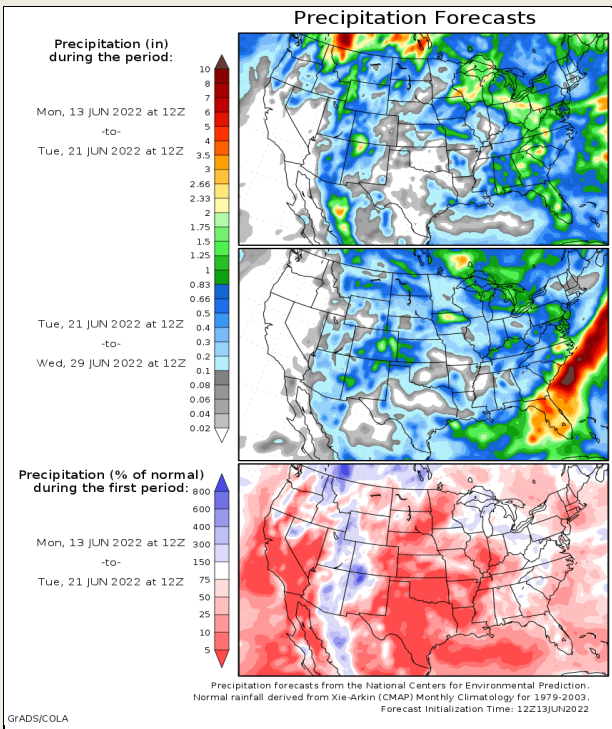 Precipitation Forecasts
Precipitation (in)
during the period:
Mon, 13 JUN 2022 at 12Z
-to-
Tue, 21 JUN 2022 at 12Z
10
8
7
6
5
4
3.5
3
2.66
2.33
2
1.75
1.5
1.25
1
0.83
0.66
0.5
0.4
0.3
0.2
0.1
0.08
0.06
0.04
0.02
Tue, 21 JUN 2022 at 12Z
-to-
Wed, 29 JUN 2022 at 12Z
Precipitation (% of normal)
during the first period:
Mon, 13 JUN 2022 at 12Z
-to-
Tue, 21 JUN 2022 at 12Z
800
600
400
300
150
75
50
25
10
5
Precipitation forecasts from the National Centers for Environmental Prediction.
Normal rainfall derived from Xie-Arkin (CMAP) Monthly Climatology for 1979-2003.
Forecast Initialization Time: 12Z13JUN2022
GrADS/COLA